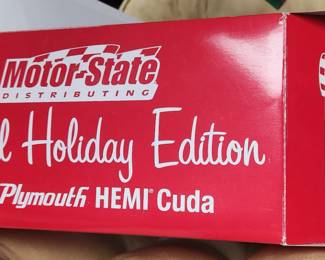 Motor-State
DISTRIBUTING
Holiday Edition
Plymouth HEMI® Cuda